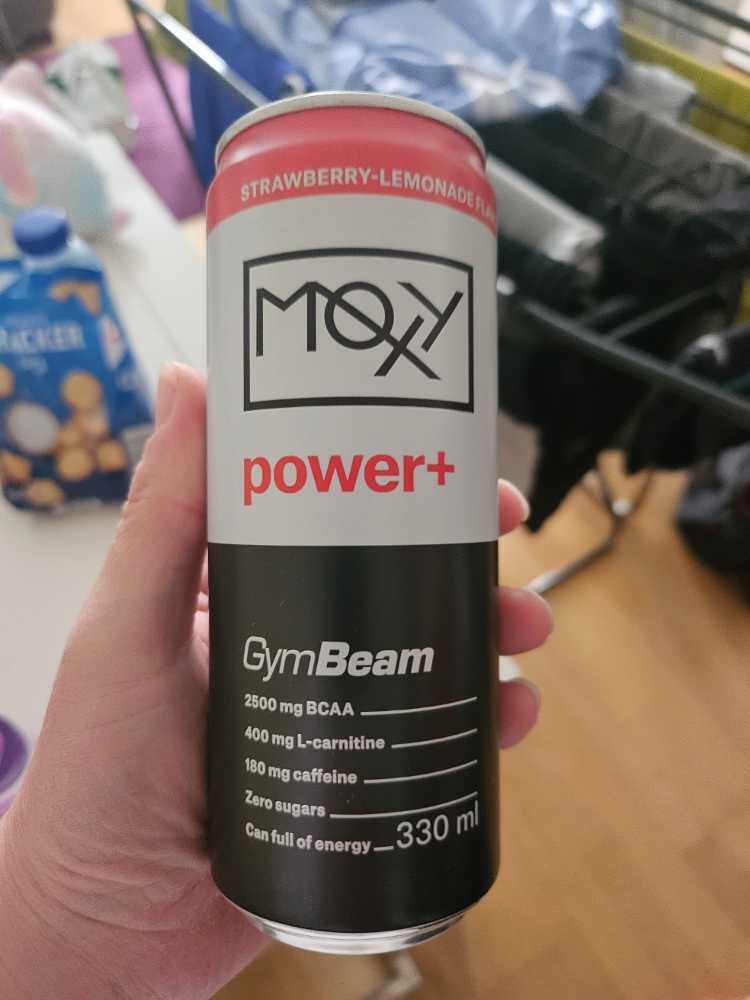 STRAWBERRY-LEMONADE
MOXY
power+
GymBeam
2500 mg BCAA
400 mg L-carnitine
180 mg caffeine
Zero sugars
Can full of energy 330 ml